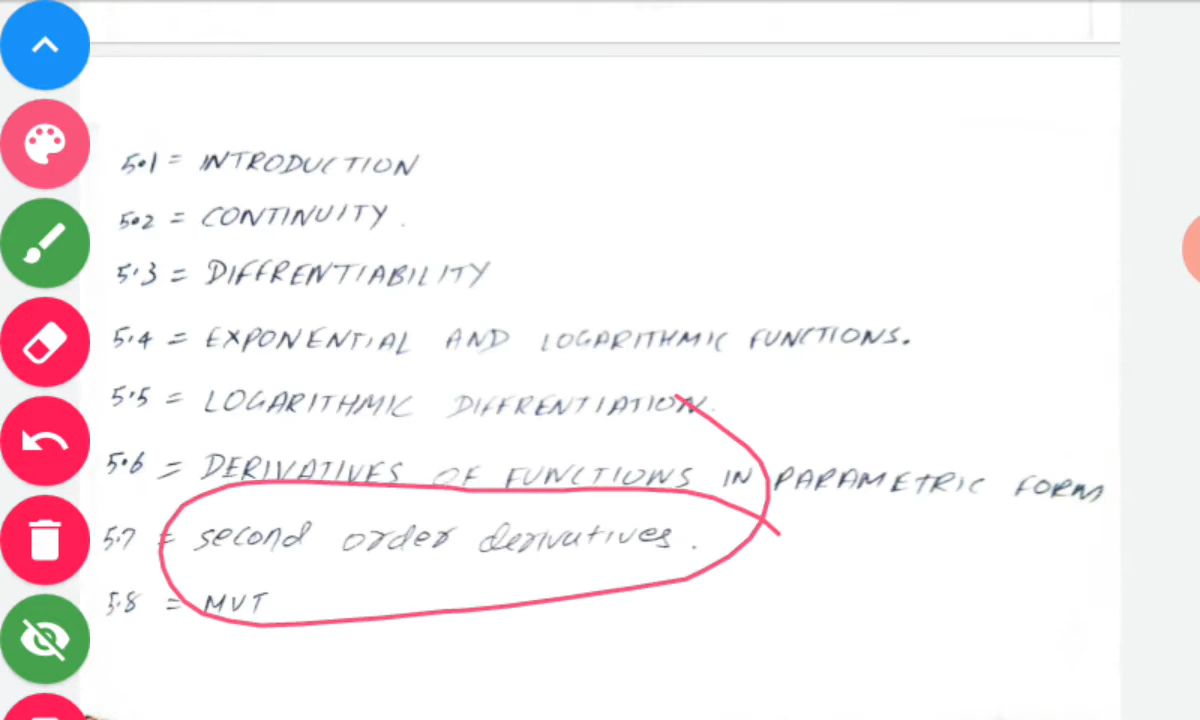 5.1 = INTRODUCTION
5.2 = CONTINUITY.
5.3 = DIFFRENTIABILITY
5.4 = EXPONENTIAL AND LOGARITHMIC FUNCTIONS.
5.5 = LOGARITHMIC DIFFRENTIATION.
5.6 = DERIVATIVES OF FUNCTIONS IN PARAMETRIC FORM
5.7 = second order derivatives.
5.8 = MVT